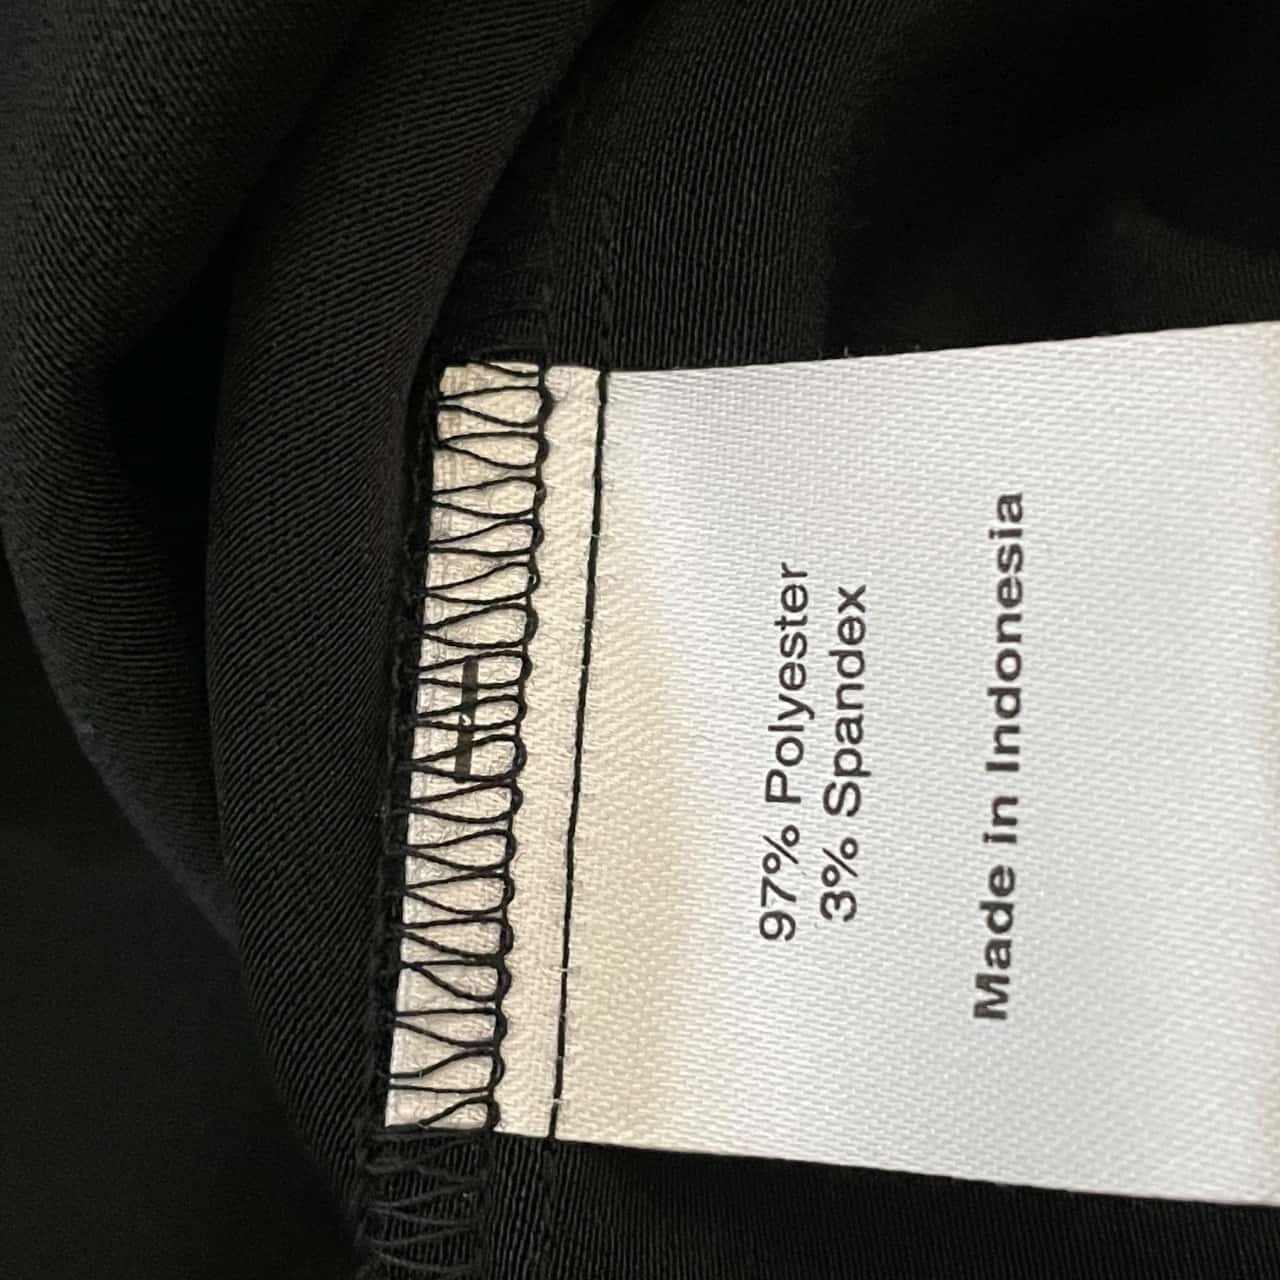 97% Polyester
3% Spandex
Made in Indonesia